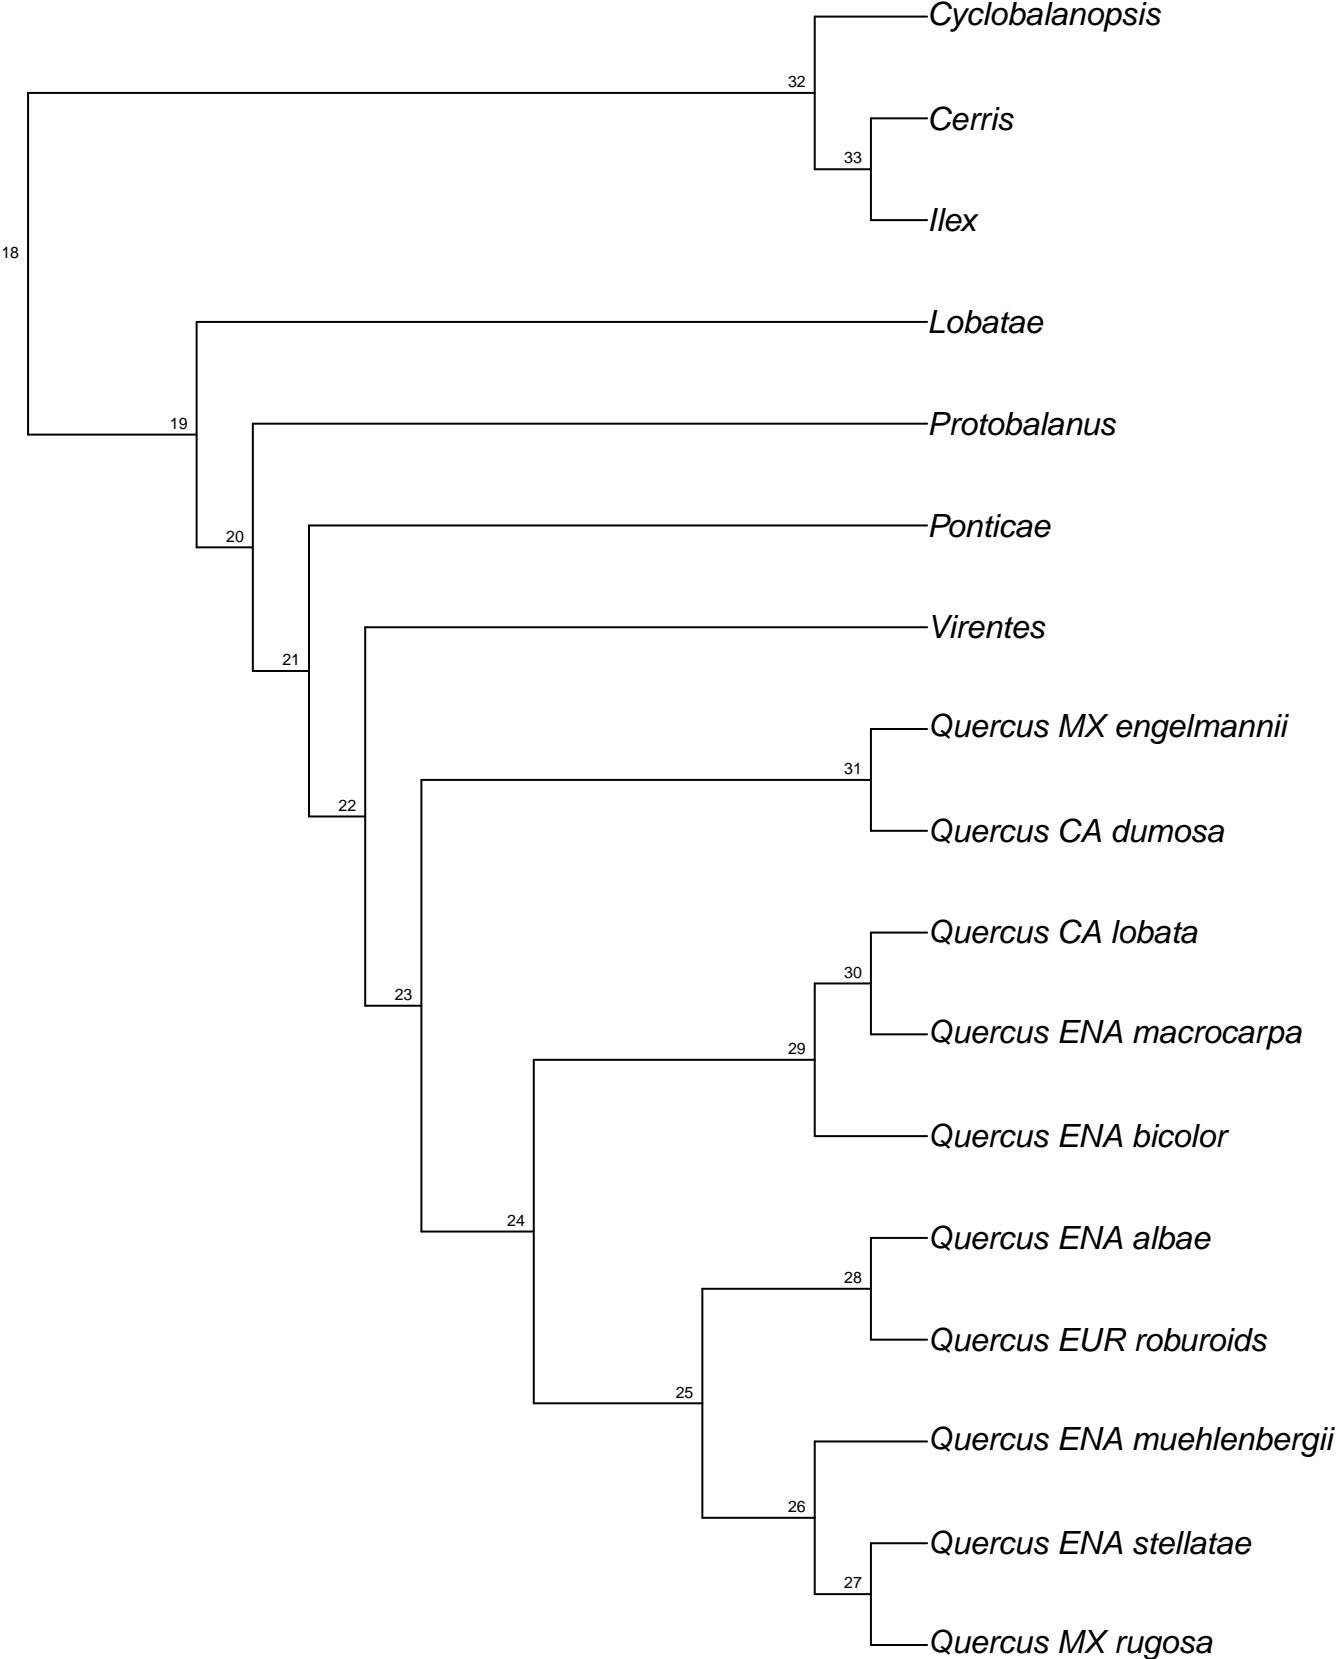 Cyclobalanopsis
32
Cerris
33
Ilex
18
Lobatae
19
Protobalanus
20
Ponticae
21
Virentes
Quercus MX engelmannii
31
22
Quercus CA dumosa
Quercus CA lobata
30
23
Quercus ENA macrocarpa
29
Quercus ENA bicolor
24
Quercus ENA albae
28
Quercus EUR roburoids
25
Quercus ENA muehlenbergii
26
Quercus ENA stellatae
27
Quercus MX rugosa